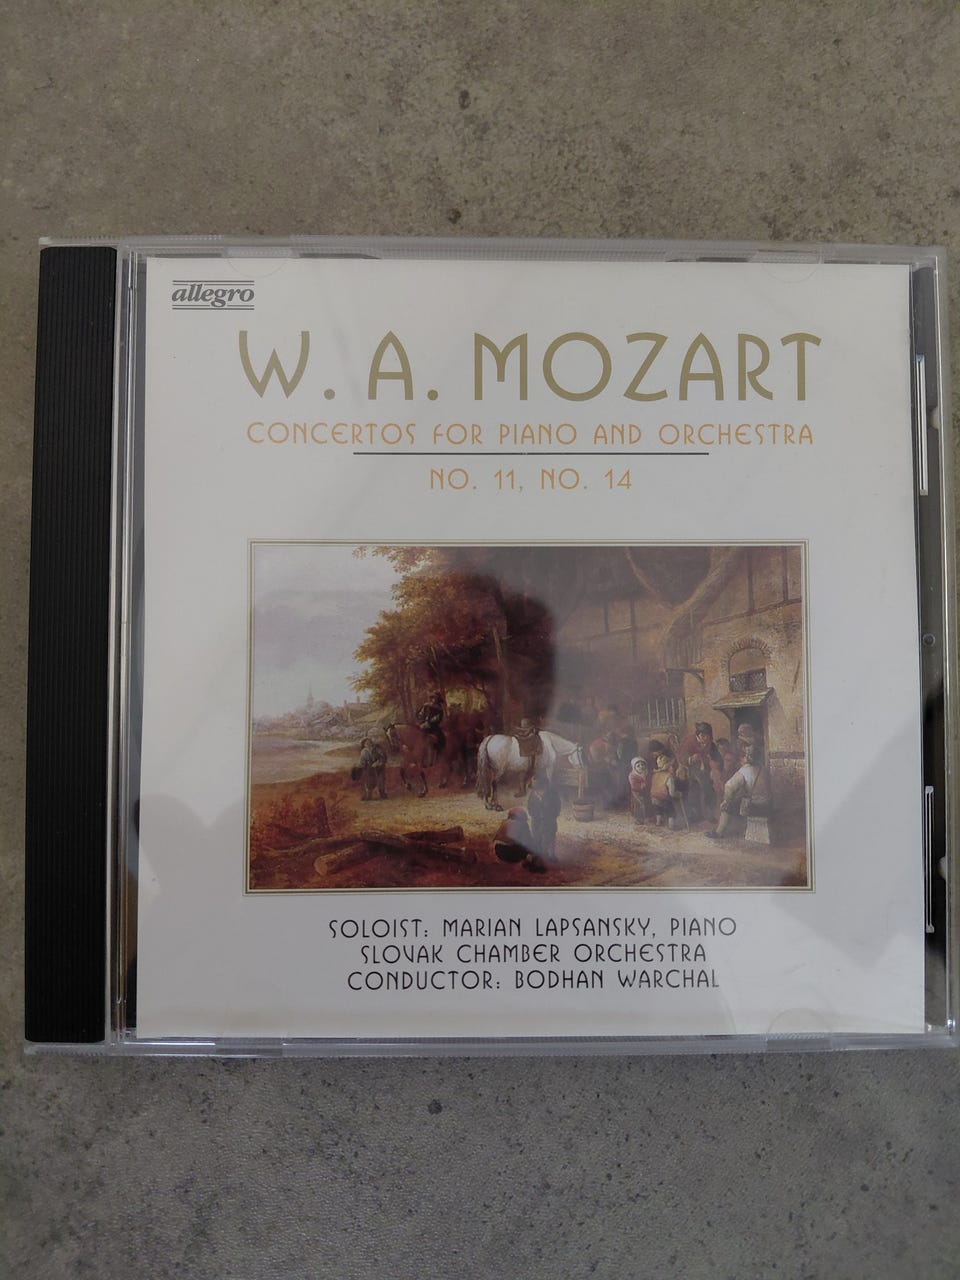 allegro
W. A. MOZART
CONCERTOS FOR PIANO AND ORCHESTRA
NO. 11, NO. 14
SOLOIST: MARIAN LAPSANSKY, PIANO
SLOVAK CHAMBER ORCHESTRA
CONDUCTOR: BODHAN WARCHAL